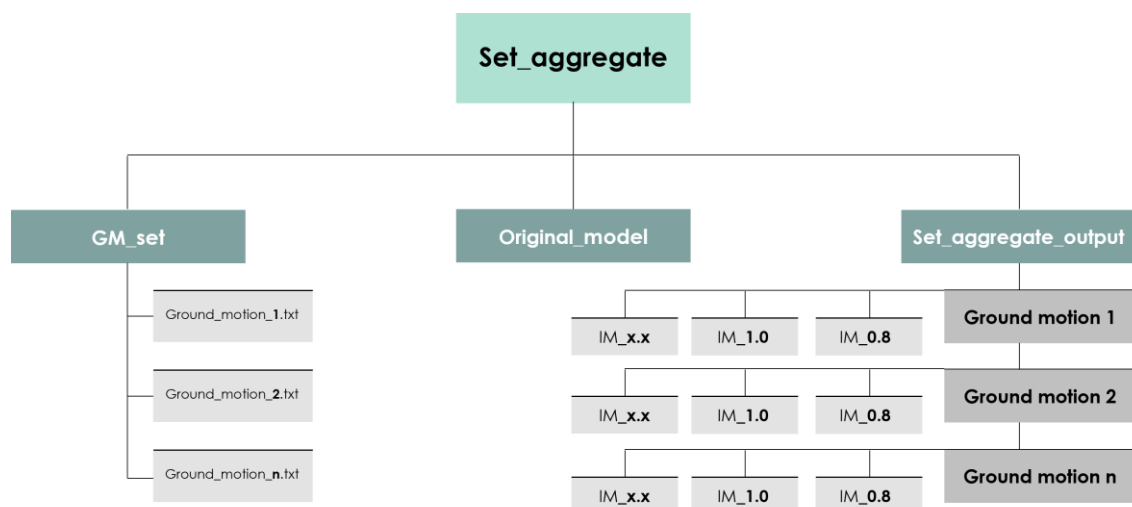 Set_aggregate
GM_set
Original_model
Set_aggregate_output
Ground_motion_1.txt
Ground_motion_2.txt
Ground_motion_n.txt
Ground motion 1
IM_x.x
IM_1.0
IM_0.8
Ground motion 2
IM_x.x
IM_1.0
IM_0.8
Ground motion n
IM_x.x
IM_1.0
IM_0.8